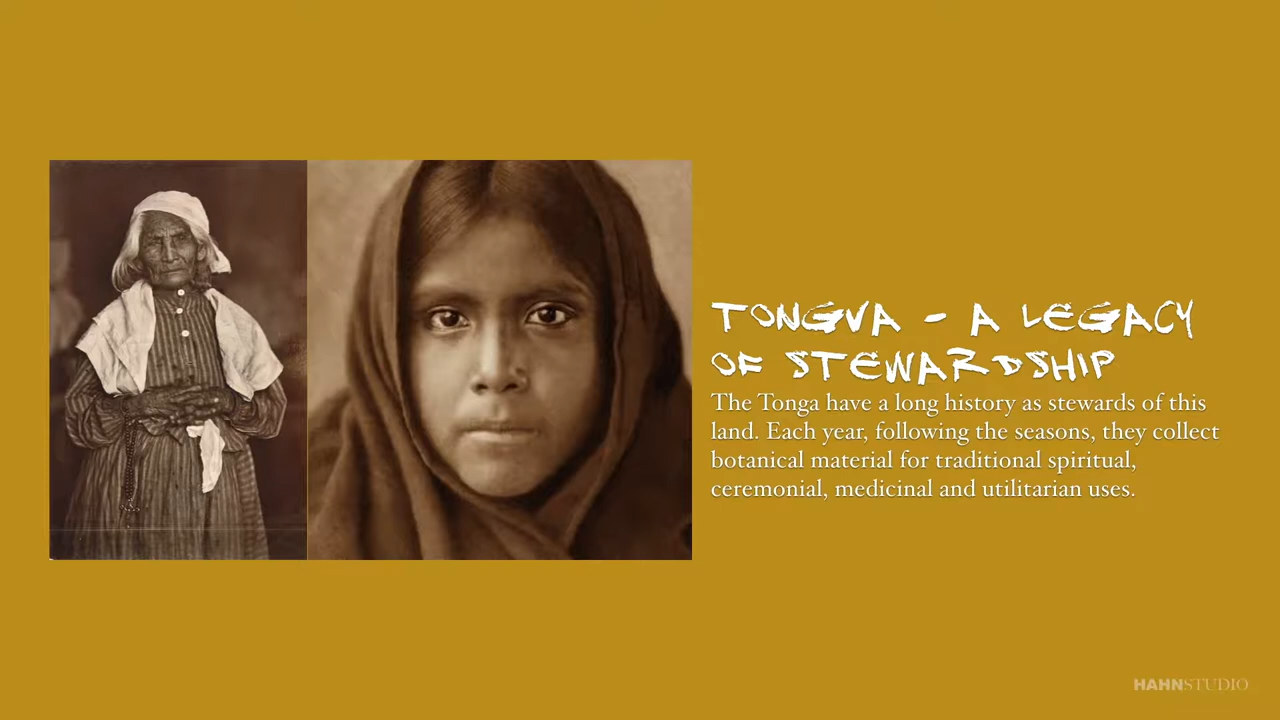 TONGVA - A LEGACY
OF STEWARDSHIP
The Tonga have a long history as stewards of this
land. Each year, following the seasons, they collect
botanical material for traditional spiritual,
ceremonial, medicinal and utilitarian uses.
HAHNSTUDIO